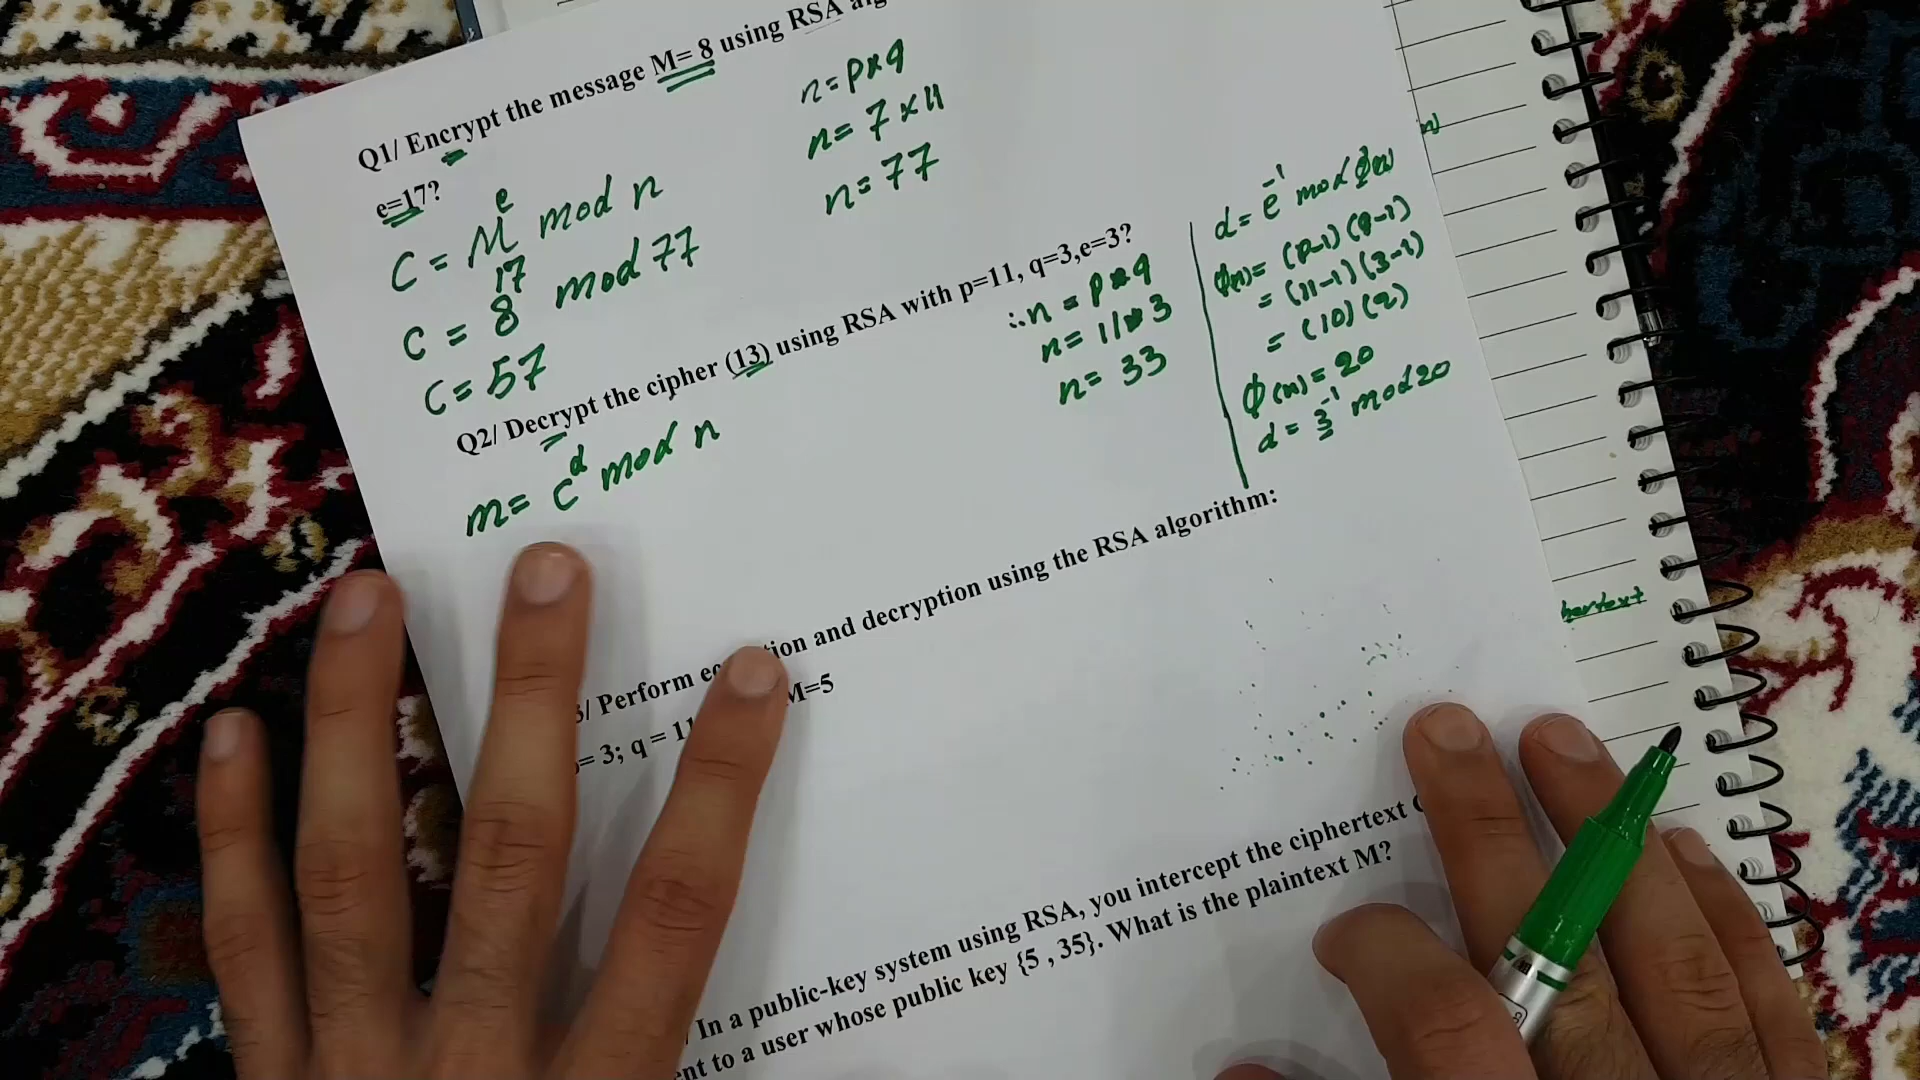 Q1/ Encrypt the message M= 8 using RSA
e=17?
C = M^e mod n
C = 8^17 mod 77
C = 57
n = p*q
n = 7 × 11
n = 77
Q2/ Decrypt the cipher (13) using RSA with p=11, q=3,e=3?
m = c^d mod n
∴ n = p*q
n = 11*3
n = 33
d = e^-1 mod ϕ(n)
ϕ(n) = (p-1)(q-1)
= (11-1)(3-1)
= (10)(2)
ϕ(n) = 20
d = 3^-1 mod 20
/ Perform and decryption using the RSA algorithm:
= 3; q = 11 M=5
In a public-key system using RSA, you intercept the ciphertext
to a user whose public key {5 , 35}. What is the plaintext M?